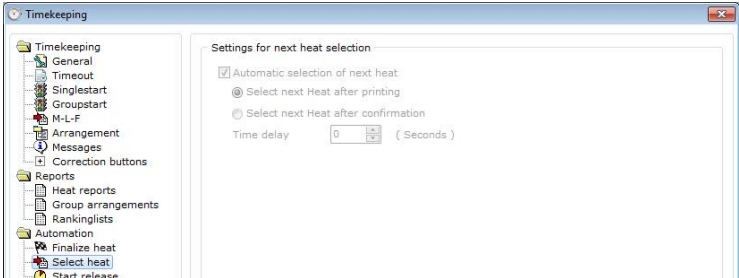 Timekeeping
Timekeeping
General
Timeout
Singlestart
Groupstart
M-L-F
Arrangement
Messages
Correction buttons
Reports
Heat reports
Group arrangements
Rankinglists
Automation
Finalize heat
Select heat
Start release
Settings for next heat selection
Automatic selection of next heat
Select next Heat after printing
Select next Heat after confirmation
Time delay 0 ( Seconds )